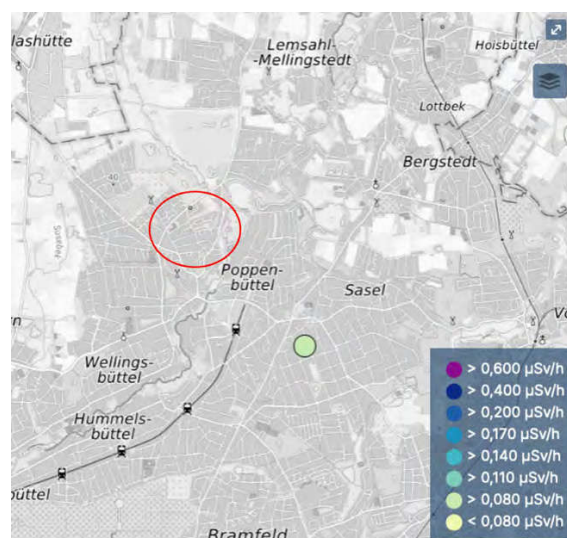 lashütte
Lemsahl-
-Mellingstedt
Hoisbüttel
Lottbek
Bergstedt
40
Poppen-
büttel
Sasel
Wellings-
büttel
Hummels-
büttel
büttel
Bramfeld
> 0,600 µSv/h
> 0,400 µSv/h
> 0,200 µSv/h
> 0,170 µSv/h
> 0,140 µSv/h
> 0,110 µSv/h
> 0,080 µSv/h
< 0,080 µSv/h